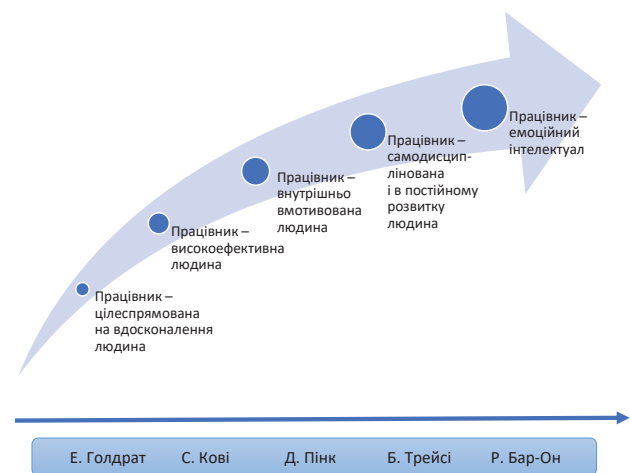 Працівник –
цілеспрямована
на вдосконалення
людина
Працівник –
високоефективна
людина
Працівник –
внутрішньо
вмотивована
людина
Працівник –
самодисцип-
лінована
і в постійному
розвитку
людина
Працівник –
емоційний
інтелектуал
Е. Голдрат С. Кові Д. Пінк Б. Трейсі Р. Бар-Он